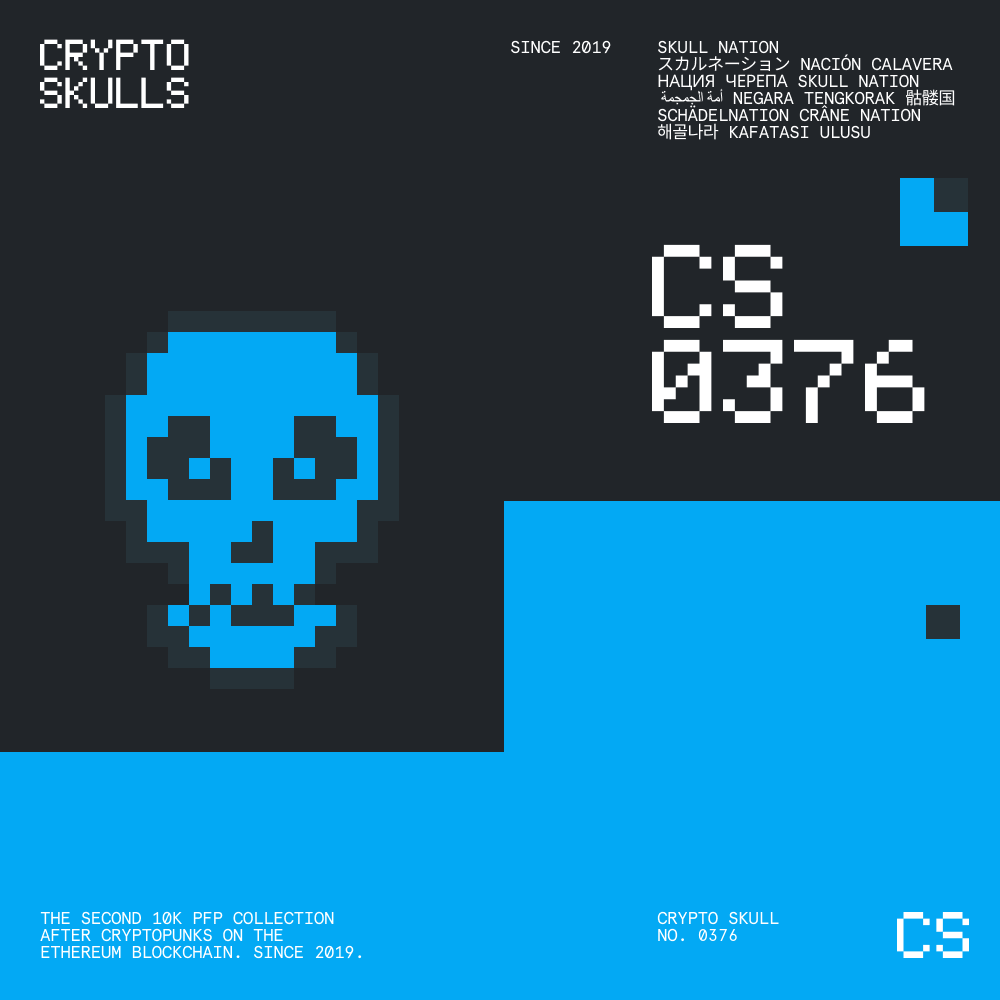 CRYPTO
SKULLS
SINCE 2019
SKULL NATION
スカルネーション NACIÓN CALAVERA
НАЦИЯ ЧЕРЕПА SKULL NATION
أمة الجمجمة NEGARA TENGKORAK 骷髅国
SCHÄDELNATION CRÂNE NATION
해골나라 KAFATASI ULUSU
CS
0376
THE SECOND 10K PFP COLLECTION
AFTER CRYPTOPUNKS ON THE
ETHEREUM BLOCKCHAIN. SINCE 2019.
CRYPTO SKULL
NO. 0376
CS